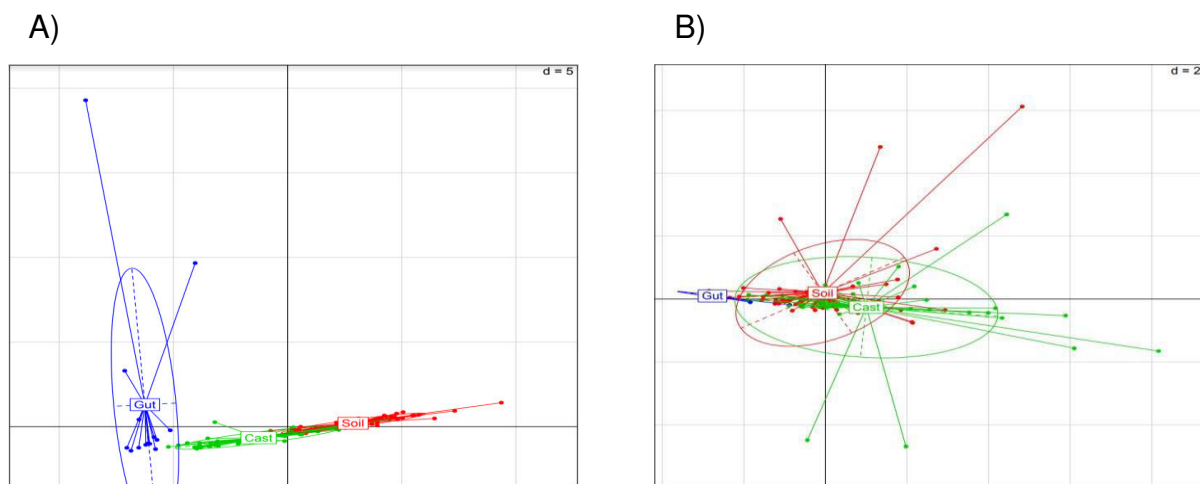 A)
B)
d = 5
d = 2
Gut
Cast
Soil
Gut
Soil
Cast